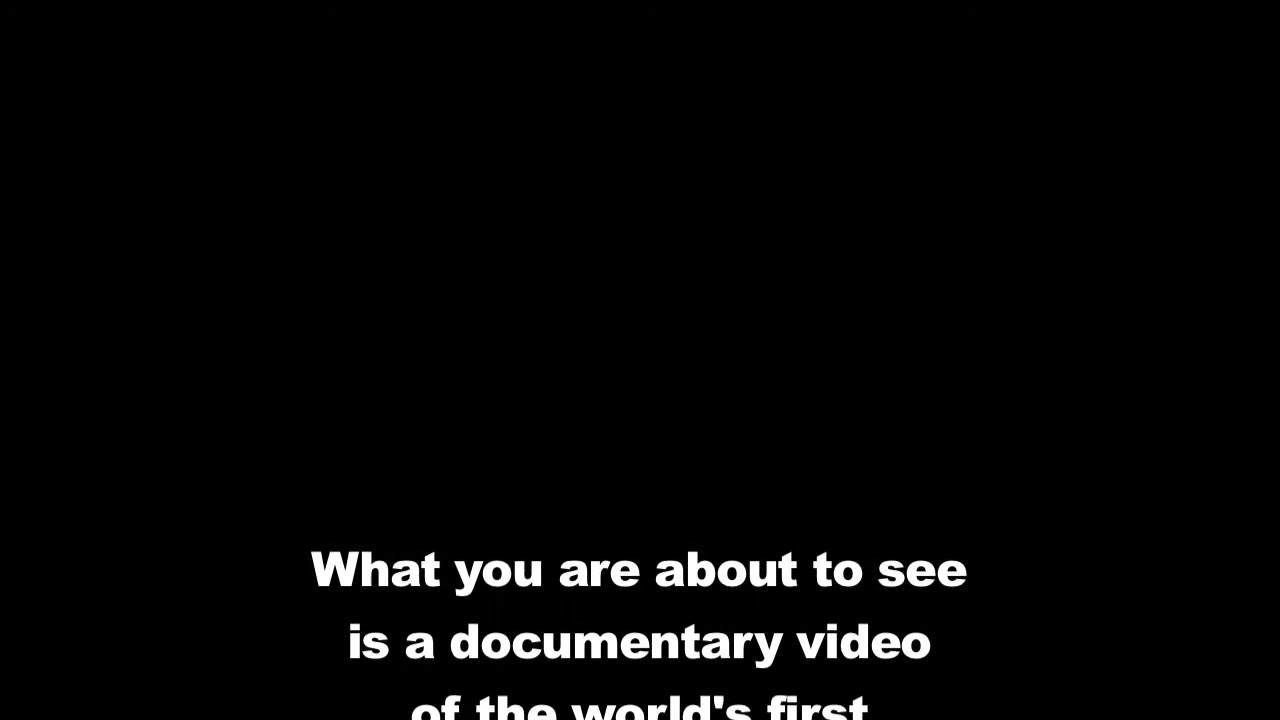 What you are about to see
is a documentary video
of the world's first